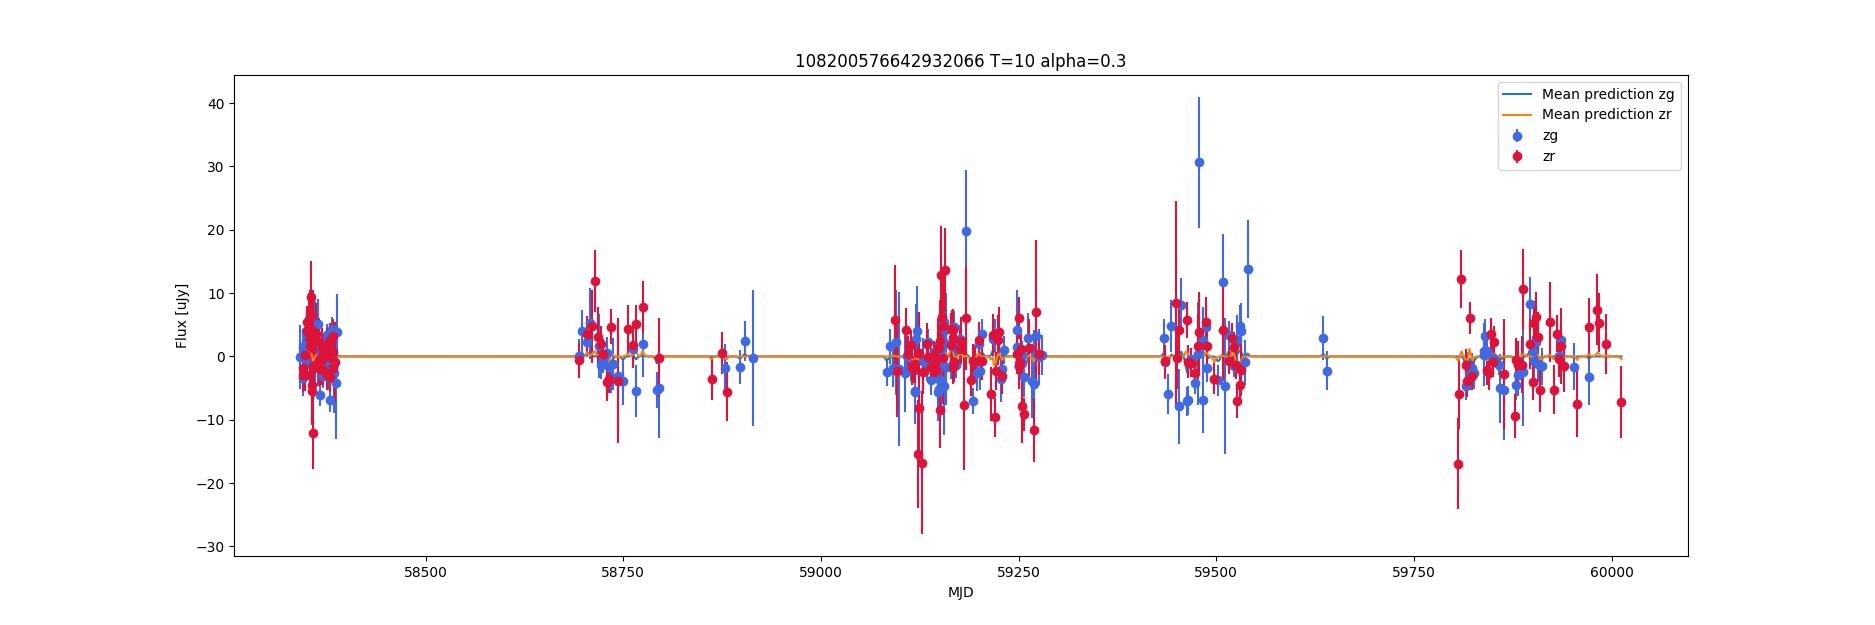 108200576642932066 T=10 alpha=0.3
Mean prediction zg
Mean prediction zr
zg
zr
Flux [uJy]
40
30
20
10
0
−10
−20
−30
58500 58750 59000 59250 59500 59750 60000
MJD